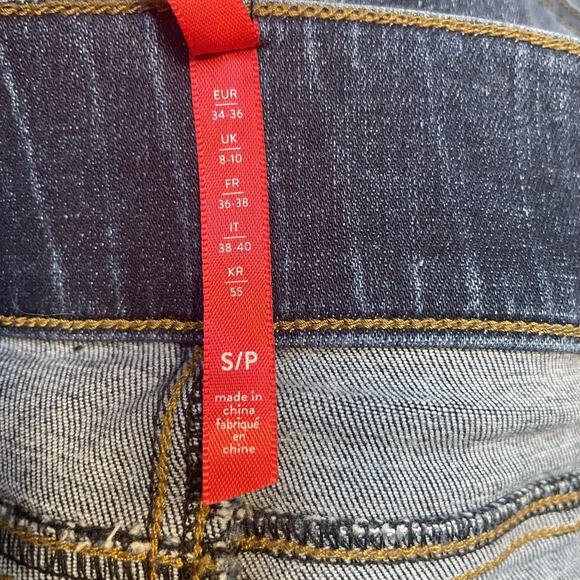 EUR
34-36
UK
8-10
FR
36-38
IT
38-40
KR
55
S/P
made in
china
fabriqué
en
chine